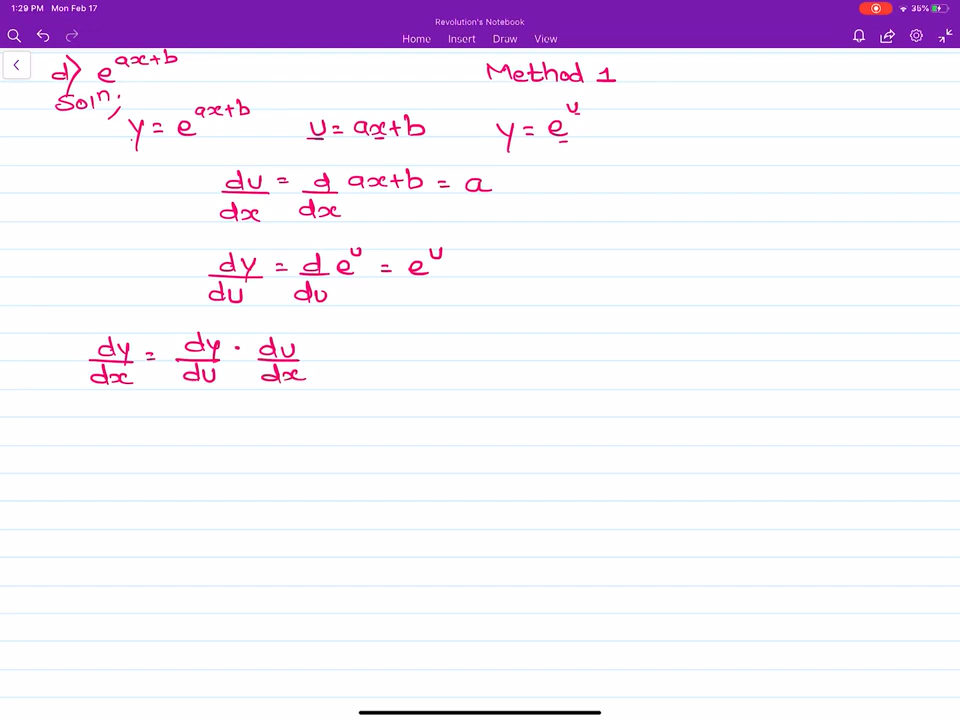 1:29 PM Mon Feb 17 35%
Revolution's Notebook
Home Insert Draw View
d) e^{ax+b} Method 1
Solⁿ;
y = e^{ax+b} u = ax+b y = e^u
du/dx = d/dx ax+b = a
dy/du = d/du e^u = e^u
dy/dx = dy/du · du/dx